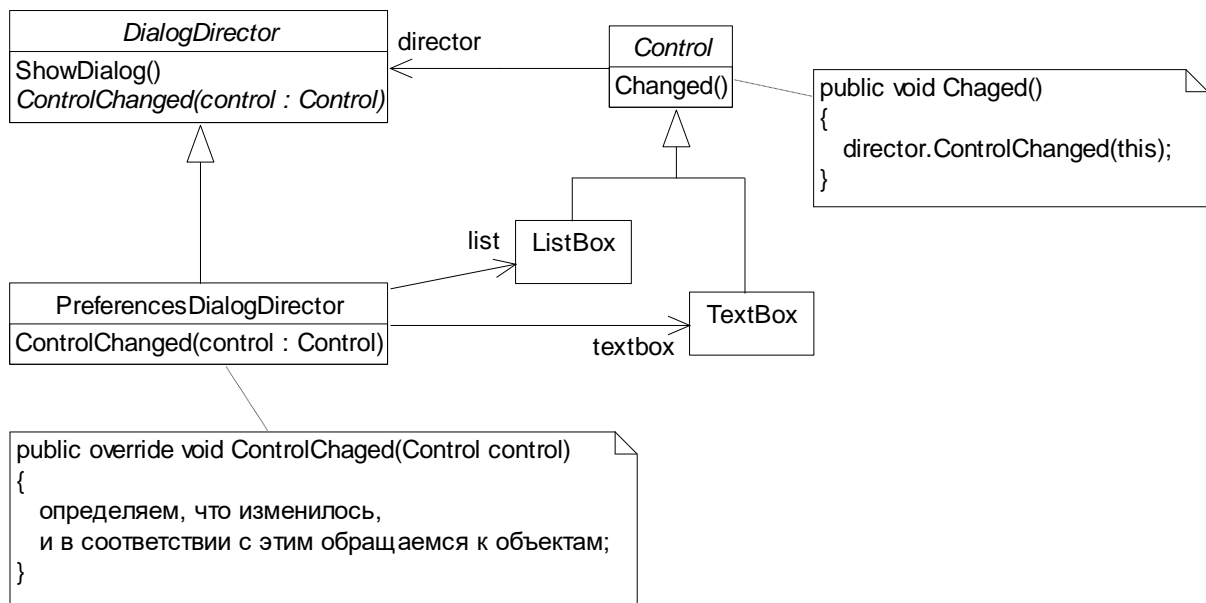 DialogDirector
ShowDialog()
ControlChanged(control : Control)
director
Control
Changed()
public void Chaged()
{
director.ControlChanged(this);
}
list
ListBox
PreferencesDialogDirector
ControlChanged(control : Control)
textbox
TextBox
public override void ControlChaged(Control control)
{
определяем, что изменилось,
и в соответствии с этим обращаемся к объектам;
}